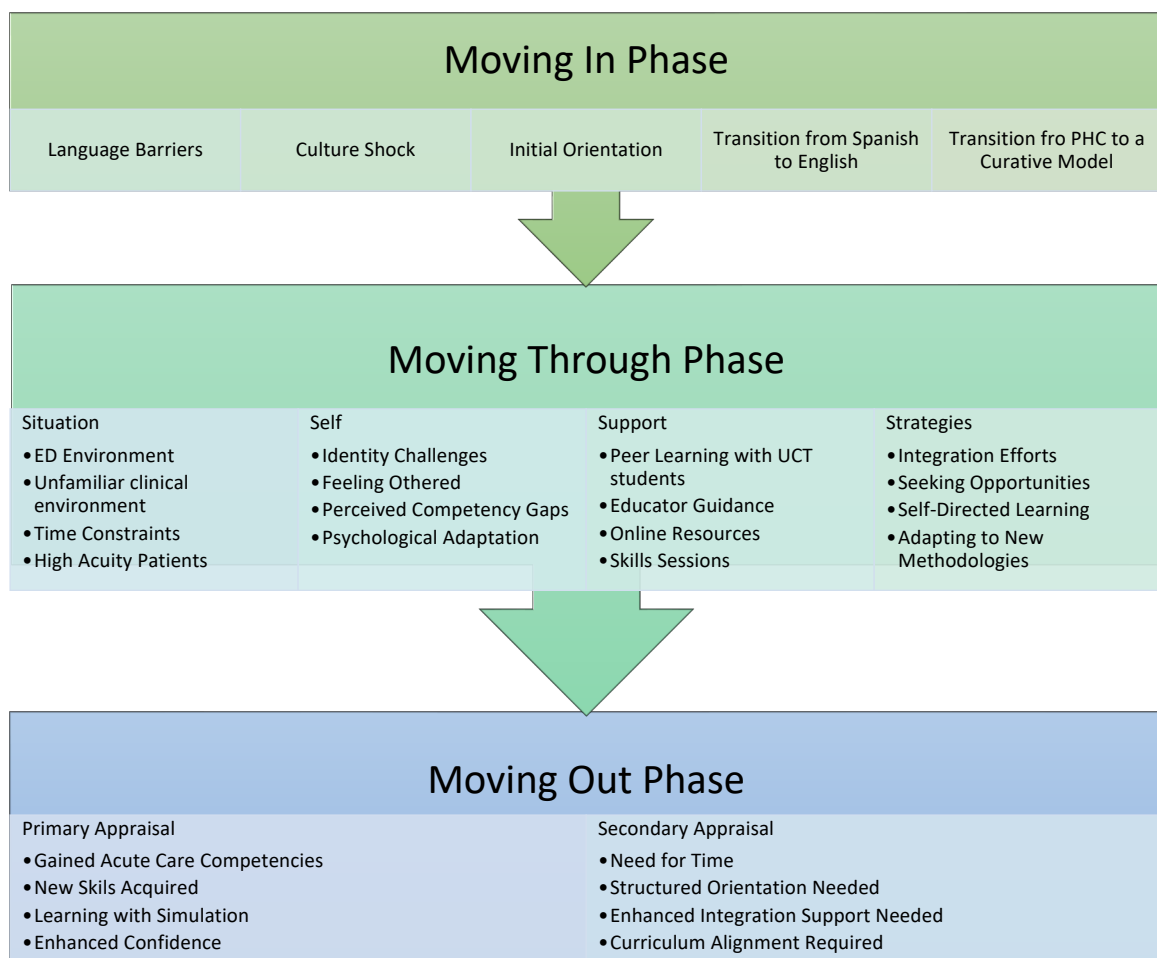 Moving In Phase
Language Barriers
Culture Shock
Initial Orientation
Transition from Spanish
to English
Transition fro PHC to a
Curative Model
Moving Through Phase
Situation
•ED Environment
•Unfamiliar clinical
environment
•Time Constraints
•High Acuity Patients
Self
•Identity Challenges
•Feeling Othered
•Perceived Competency Gaps
•Psychological Adaptation
Support
•Peer Learning with UCT
students
•Educator Guidance
•Online Resources
•Skills Sessions
Strategies
•Integration Efforts
•Seeking Opportunities
•Self-Directed Learning
•Adapting to New
Methodologies
Moving Out Phase
Primary Appraisal
•Gained Acute Care Competencies
•New Skils Acquired
•Learning with Simulation
•Enhanced Confidence
Secondary Appraisal
•Need for Time
•Structured Orientation Needed
•Enhanced Integration Support Needed
•Curriculum Alignment Required